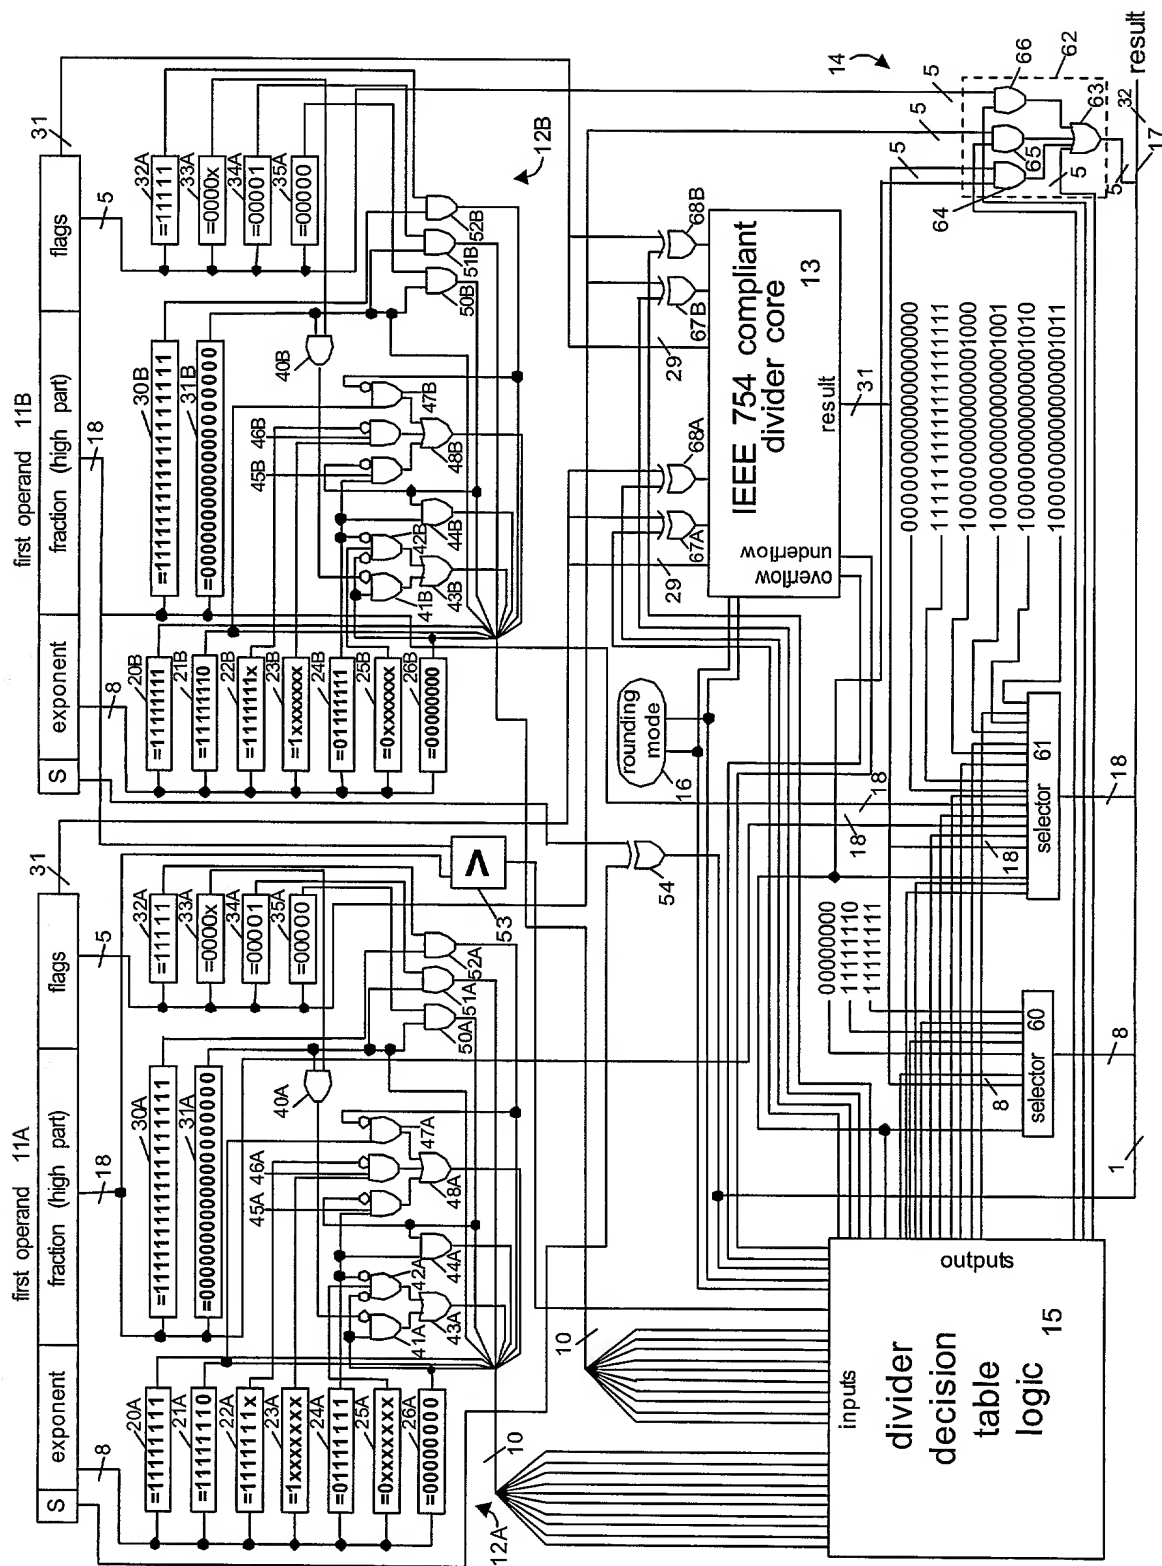 first operand 11A
S
exponent
fraction (high part)
flags
8
18
5
31
=11111111
20A
=11111110
21A
=1111111x
22A
=1xxxxxxx
23A
=01111111
24A
=0xxxxxxx
25A
=00000000
26A
=111111111111111111
30A
=000000000000000000
31A
=11111
32A
=0000x
33A
=00001
34A
=00000
35A
40A
41A
42A
43A
44A
45A
46A
47A
48A
50A
51A
52A
53
<
54
10
12A
first operand 11B
S
exponent
fraction (high part)
flags
8
18
5
31
=11111111
20B
=11111110
21B
=1111111x
22B
=1xxxxxxx
23B
=01111111
24B
=0xxxxxxx
25B
=00000000
26B
=111111111111111111
30B
=000000000000000000
31B
=11111
32A
=0000x
33A
=00001
34A
=00000
35A
40B
41B
42B
43B
44B
45B
46B
47B
48B
50B
51B
52B
12B
10
rounding
mode
16
29
67A
68A
29
67B
68B
IEEE 754 compliant
divider core
13
overflow
underflow
result
31
inputs
divider
decision
table
logic
15
outputs
00000000
11111110
11111111
8
selector 60
8
1
18
18
18
000000000000000000
111111111111111111
100000000000001000
100000000000001001
100000000000001010
100000000000001011
selector 61
18
14
5
5
5
5
5
62
63
64
65
66
32
17
result